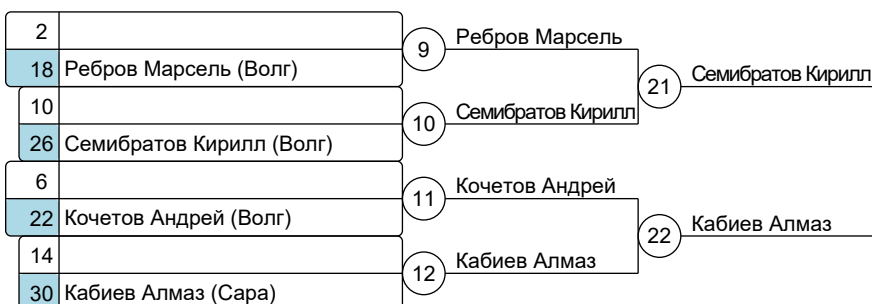 2
9 Ребров Марсель
18 Ребров Марсель (Волг)
21 Семибратов Кирилл
10
10 Семибратов Кирилл
26 Семибратов Кирилл (Волг)
6
11 Кочетов Андрей
22 Кочетов Андрей (Волг)
22 Кабиев Алмаз
14
12 Кабиев Алмаз
30 Кабиев Алмаз (Сара)